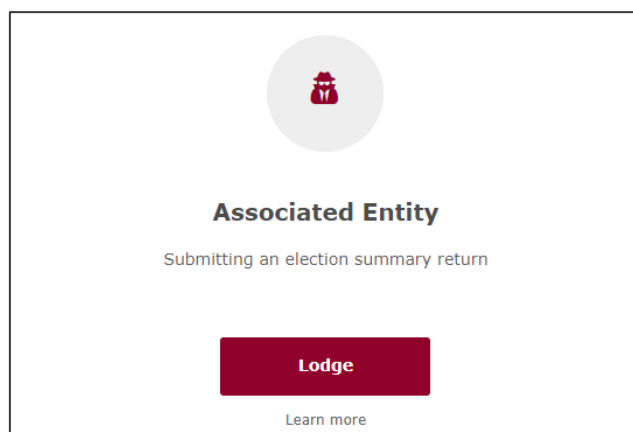 Associated Entity
Submitting an election summary return
Lodge
Learn more